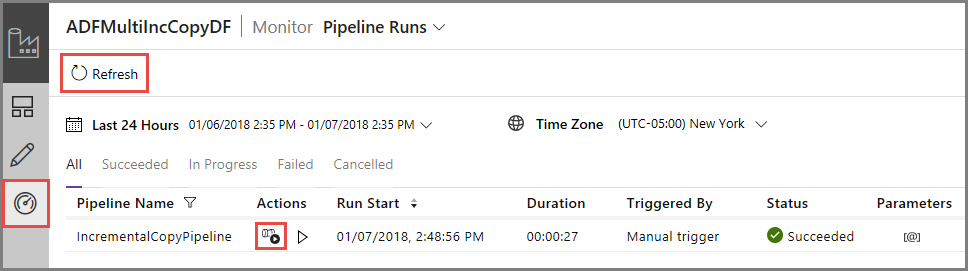 ADFMultiIncCopyDF Monitor Pipeline Runs
Refresh
Last 24 Hours 01/06/2018 2:35 PM - 01/07/2018 2:35 PM Time Zone (UTC-05:00) New York
All Succeeded In Progress Failed Cancelled
Pipeline Name Actions Run Start Duration Triggered By Status Parameters
IncrementalCopyPipeline 01/07/2018, 2:48:56 PM 00:00:27 Manual trigger Succeeded [@]